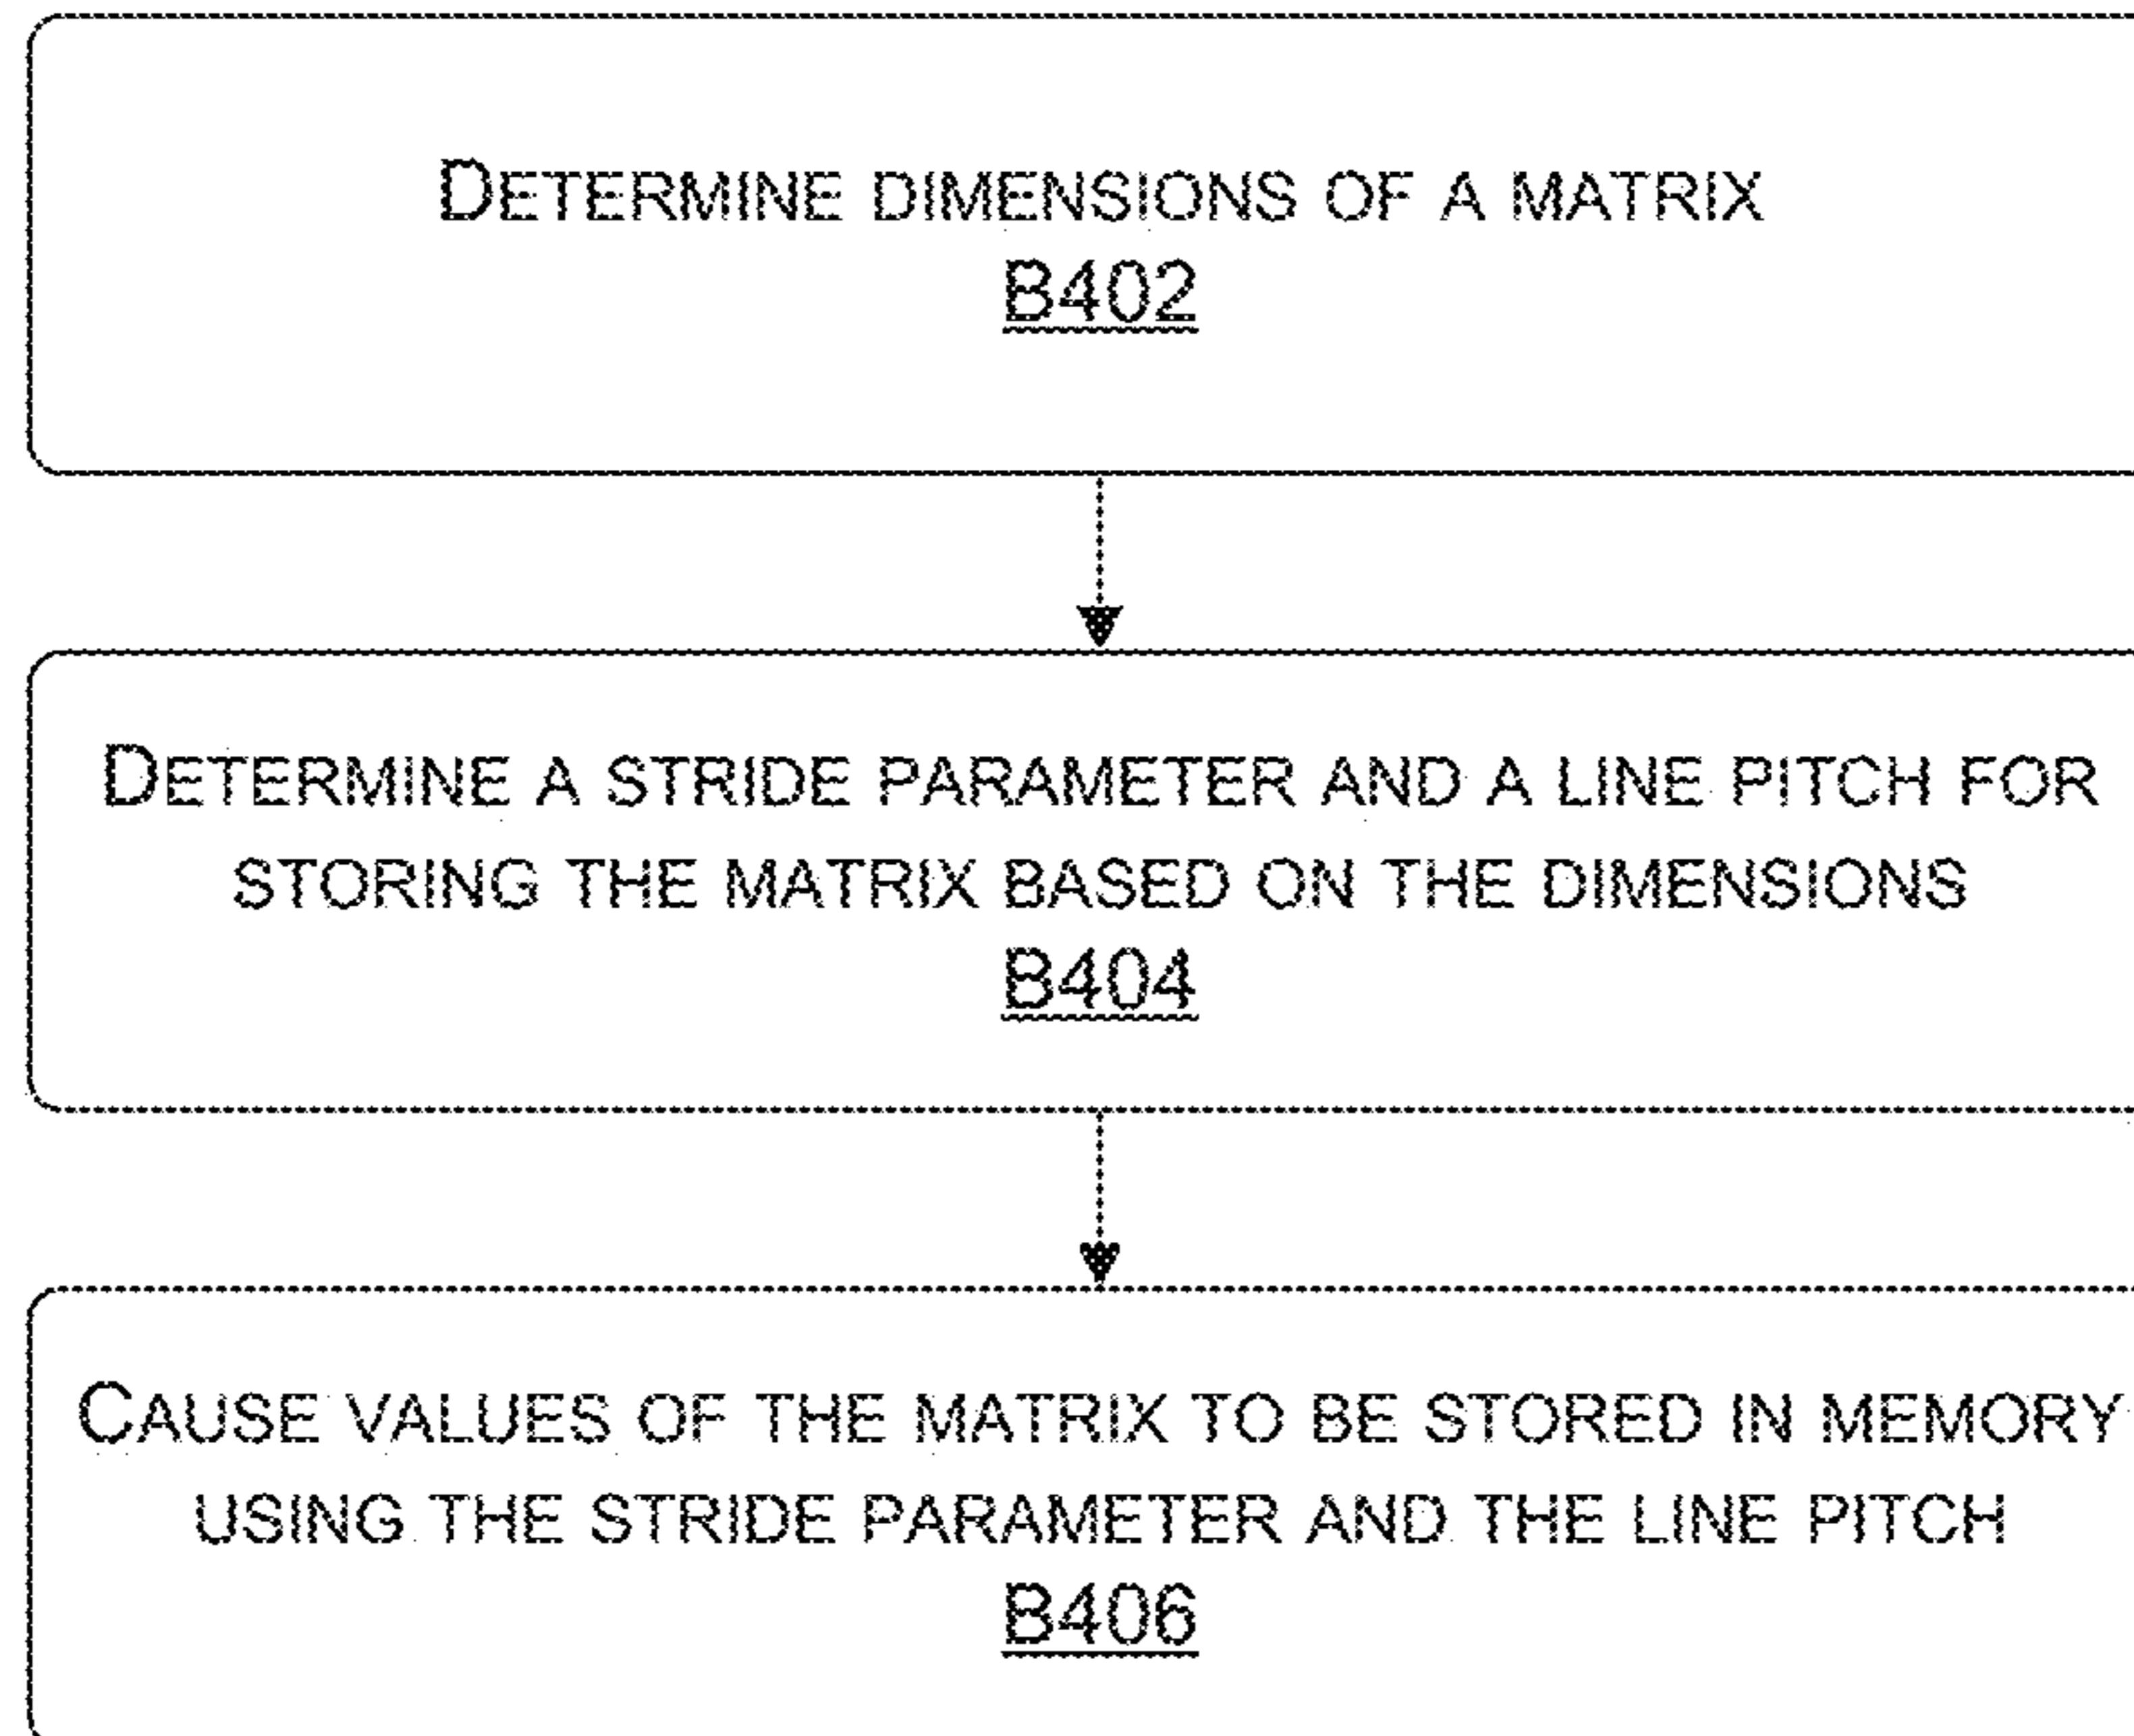 DETERMINE DIMENSIONS OF A MATRIX
B402
DETERMINE A STRIDE PARAMETER AND A LINE PITCH FOR
STORING THE MATRIX BASED ON THE DIMENSIONS
B404
CAUSE VALUES OF THE MATRIX TO BE STORED IN MEMORY
USING THE STRIDE PARAMETER AND THE LINE PITCH
B406